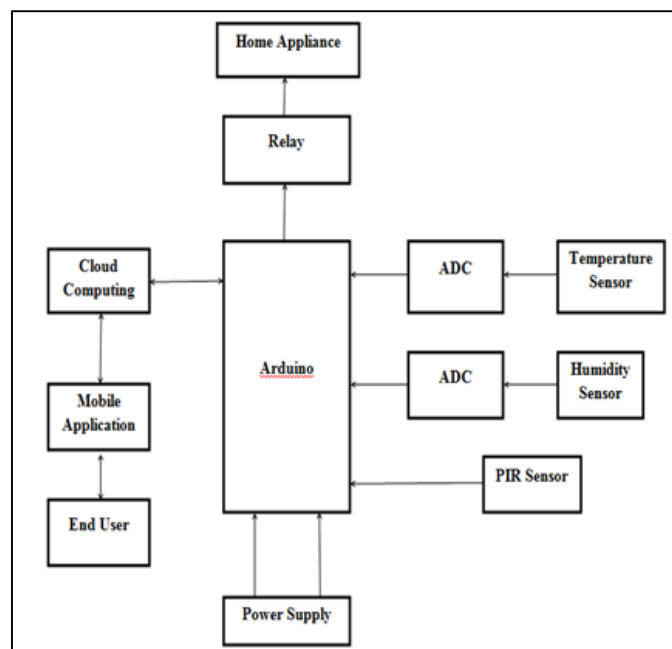 Home Appliance
Relay
Cloud
Computing
ADC
Temperature
Sensor
Arduino
ADC
Humidity
Sensor
Mobile
Application
PIR Sensor
End User
Power Supply